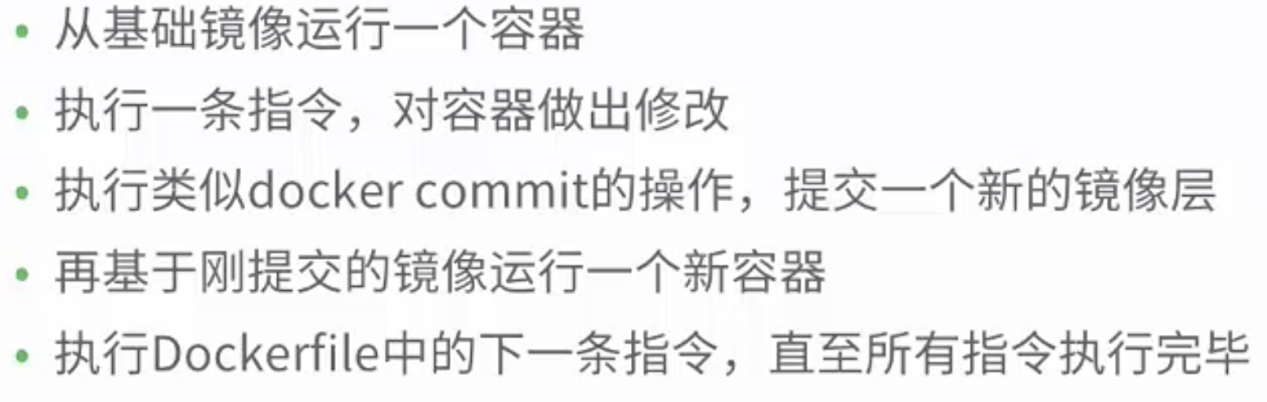 • 从基础镜像运行一个容器
• 执行一条指令，对容器做出修改
• 执行类似docker commit的操作，提交一个新的镜像层
• 再基于刚提交的镜像运行一个新容器
• 执行Dockerfile中的下一条指令，直至所有指令执行完毕